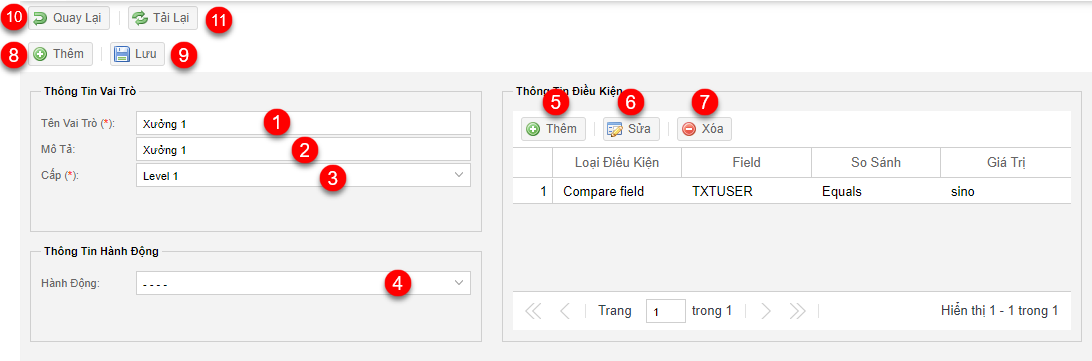 10 Quay Lại Tải Lại 11
8 Thêm Lưu 9
Thông Tin Vai Trò
Tên Vai Trò (*): Xưởng 1 1
Mô Tả: Xưởng 1 2
Cấp (*): Level 1 3
Thông Tin Hành Động
Hành Động: - - - - 4
Thông Tin Điều Kiện
5 6 7
Thêm Sửa Xóa
Loại Điều Kiện Field So Sánh Giá Trị
1 Compare field TXTUSER Equals sino
Trang 1 trong 1 Hiển thị 1 - 1 trong 1